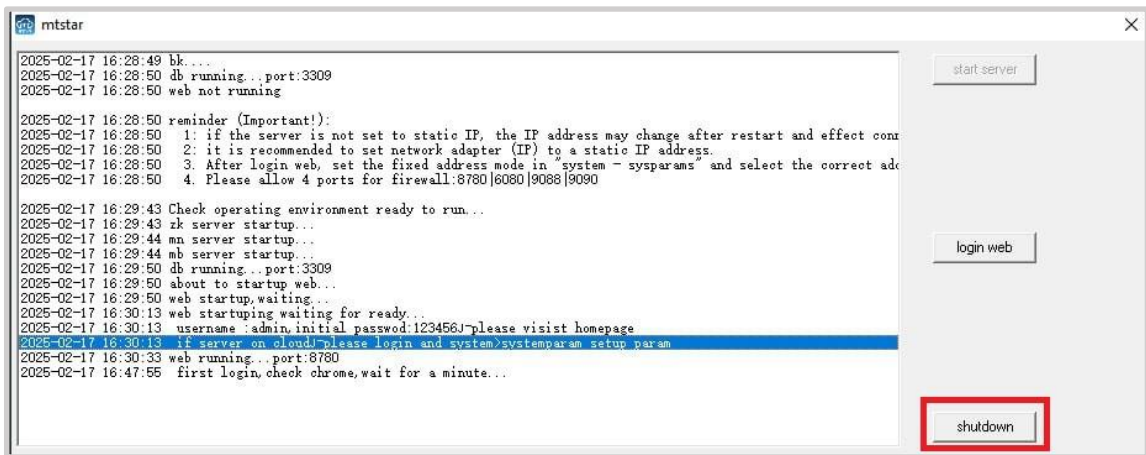 mtstar
2025-02-17 16:28:49 bk....
2025-02-17 16:28:50 db running...port:3309
2025-02-17 16:28:50 web not running
2025-02-17 16:28:50 reminder (Important!):
2025-02-17 16:28:50 1: if the server is not set to static IP, the IP address may change after restart and effect conn
2025-02-17 16:28:50 2: it is recommended to set network adapter (IP) to a static IP address.
2025-02-17 16:28:50 3. After login web, set the fixed address mode in "system - sysparams" and select the correct add
2025-02-17 16:28:50 4. Please allow 4 ports for firewall:8780|6080|9088|9090
2025-02-17 16:29:43 Check operating environment ready to run...
2025-02-17 16:29:43 zk server startup...
2025-02-17 16:29:44 mn server startup...
2025-02-17 16:29:44 mb server startup...
2025-02-17 16:29:50 db running...port:3309
2025-02-17 16:29:50 about to startup web...
2025-02-17 16:29:50 web startup,waiting...
2025-02-17 16:30:13 web startuping waiting for ready...
2025-02-17 16:30:13 username :admin,initial passwod:123456J~please visist homepage
2025-02-17 16:30:13 if server on cloudJ~please login and system>systemparam setup param
2025-02-17 16:30:33 web running...port:8780
2025-02-17 16:47:55 first login,check chrome,wait for a minute...
start server
login web
shutdown